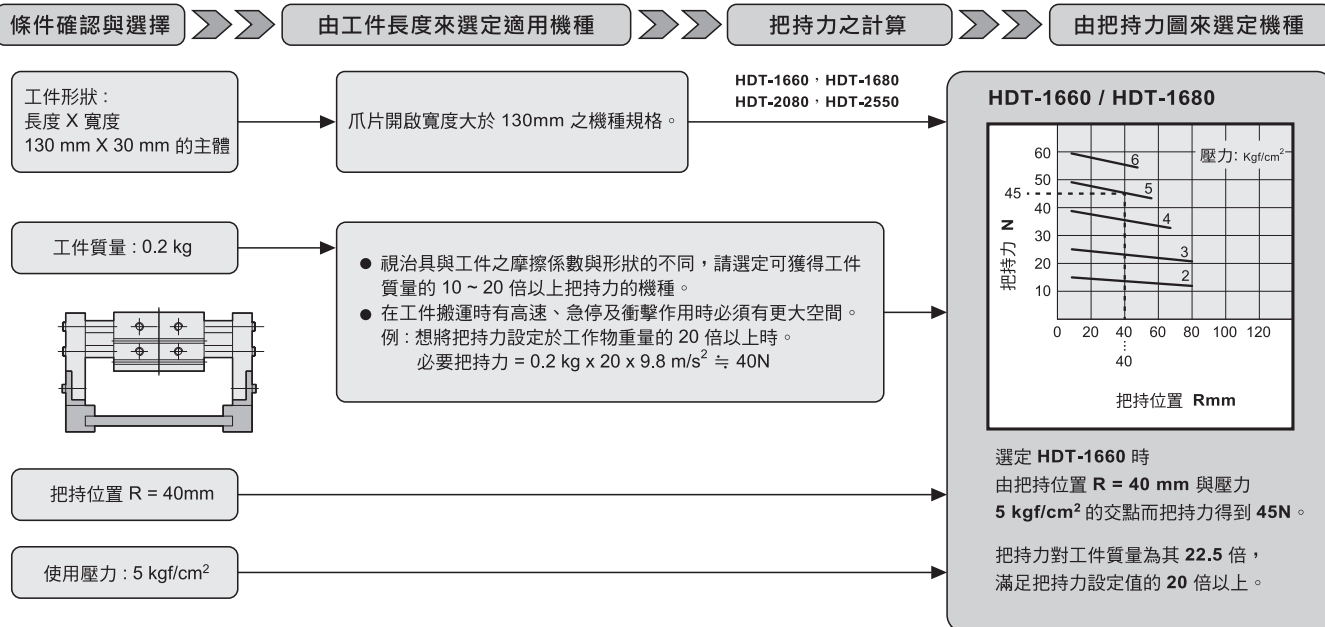 條件確認與選擇
由工件長度來選定適用機種
把持力之計算
由把持力圖來選定機種
工件形狀：
長度 X 寬度
130 mm X 30 mm 的主體
爪片開啟寬度大於 130mm 之機種規格。
HDT-1660，HDT-1680
HDT-2080，HDT-2550
工件質量 : 0.2 kg
● 視治具與工件之摩擦係數與形狀的不同，請選定可獲得工件
質量的 10 ~ 20 倍以上把持力的機種。
● 在工件搬運時有高速、急停及衝擊作用時必須有更大空間。
例 : 想將把持力設定於工作物重量的 20 倍以上時。
必要把持力 = 0.2 kg x 20 x 9.8 m/s² ≒ 40N
把持位置 R = 40mm
使用壓力 : 5 kgf/cm²
HDT-1660 / HDT-1680
壓力: Kgf/cm²
60
50
45
40
30
20
10
6
5
4
3
2
把持力 N
0 20 40 60 80 100 120
40
把持位置 Rmm
選定 HDT-1660 時
由把持位置 R = 40 mm 與壓力
5 kgf/cm² 的交點而把持力得到 45N。
把持力對工件質量為其 22.5 倍，
滿足把持力設定值的 20 倍以上。